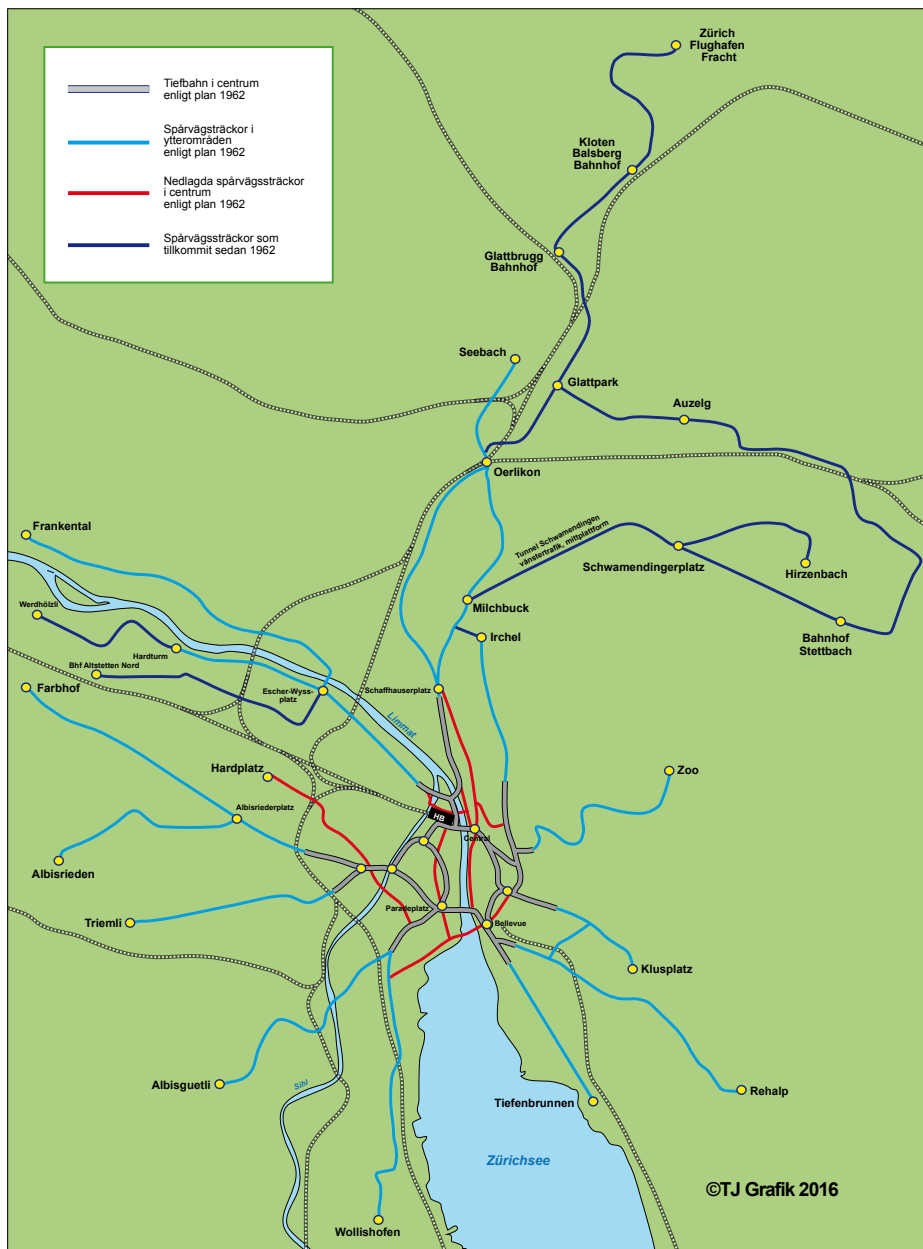 Tiefbahn i centrum
enligt plan 1962
Spårvägsträckor i
ytterområden
enligt plan 1962
Nedlagda spårvägssträckor
i centrum
enligt plan 1962
Spårvägssträckor som
tillkommit sedan 1962
Zürich
Flughafen
Fracht
Kloten
Balsberg
Bahnhof
Glattbrugg
Bahnhof
Seebach
Glattpark
Auzelg
Oerlikon
Frankental
Tunnel Schwamendingen
vänstertrafik, mittplattform
Schwamendingerplatz
Hirzenbach
Werdhölzli
Milchbuck
Irchel
Bahnhof
Stettbach
Hardturm
Bhf Altstetten Nord
Farbhof
Escher-Wyss-
platz
Schaffhauserplatz
Limmat
Hardplatz
Zoo
Albisriederplatz
HB
Central
Albisrieden
Triemli
Paradeplatz
Bellevue
Klusplatz
Albisguetli
Sihl
Tiefenbrunnen
Rehalp
Zürichsee
©TJ Grafik 2016
Wollishofen